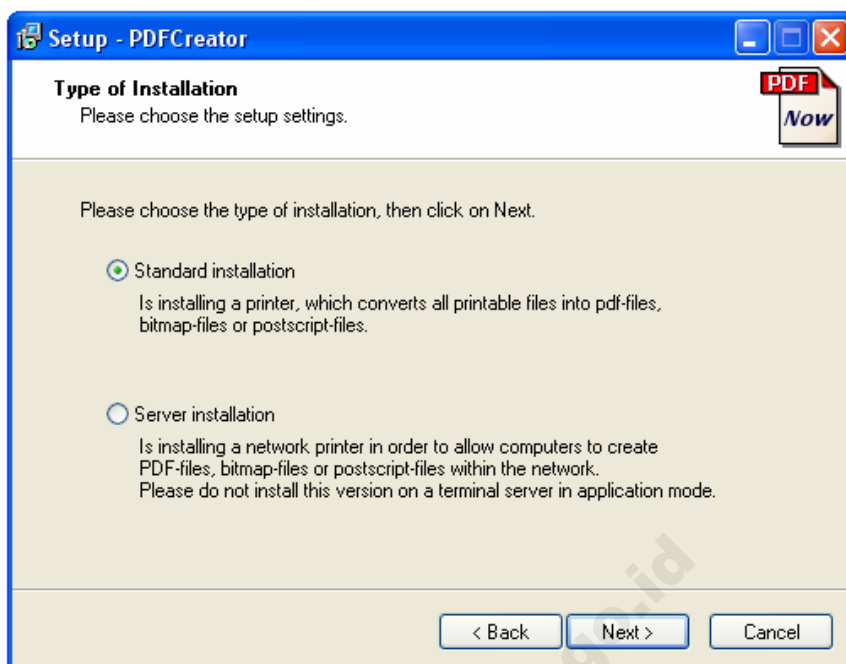 Setup - PDFCreator
Type of Installation
Please choose the setup settings.
PDF
Now
Please choose the type of installation, then click on Next.
Standard installation
Is installing a printer, which converts all printable files into pdf-files,
bitmap-files or postscript-files.
Server installation
Is installing a network printer in order to allow computers to create
PDF-files, bitmap-files or postscript-files within the network.
Please do not install this version on a terminal server in application mode.
go.id
< Back
Next >
Cancel